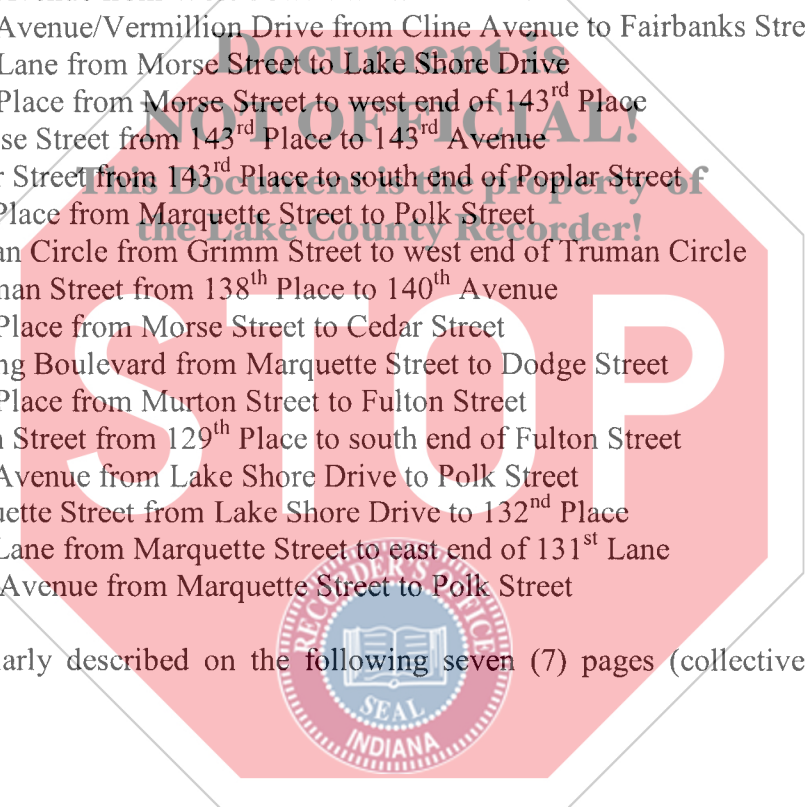 Avenue/Vermillion Drive from Cline Avenue to Fairbanks Stre
Document is
Lane from Morse Street to Lake Shore Drive
Place from Morse Street to west end of 143rd Place
NOT OFFICIAL!
se Street from 143rd Place to 143rd Avenue
r Street from 143rd Place to south end of Poplar Street
This Document is the property of
Place from Marquette Street to Polk Street
the Lake County Recorder!
an Circle from Grimm Street to west end of Truman Circle
nan Street from 138th Place to 140th Avenue
Place from Morse Street to Cedar Street
ng Boulevard from Marquette Street to Dodge Street
STOP
Place from Murton Street to Fulton Street
n Street from 129th Place to south end of Fulton Street
Avenue from Lake Shore Drive to Polk Street
uette Street from Lake Shore Drive to 132nd Place
Lane from Marquette Street to east end of 131st Lane
Avenue from Marquette Street to Polk Street
RECORDER'S OFFICE
larly described on the following seven (7) pages (collective
SEAL
INDIANA